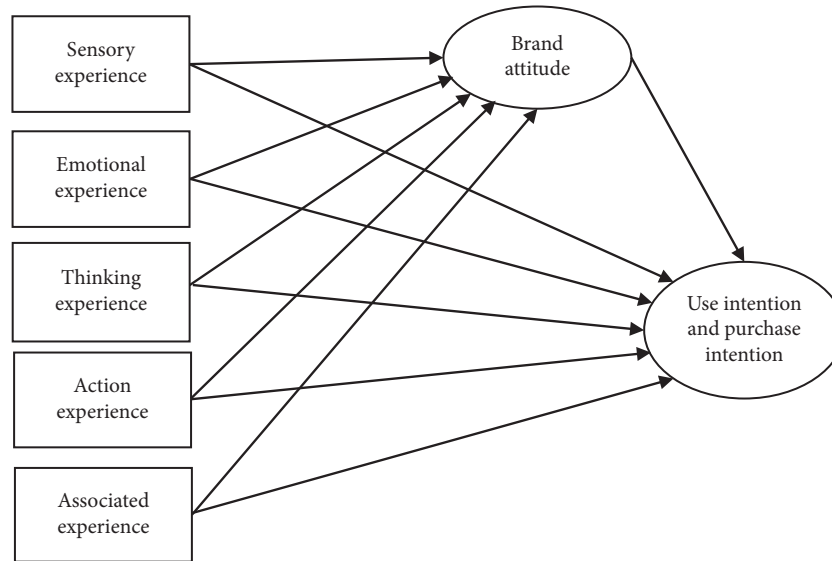 Sensory
experience
Emotional
experience
Thinking
experience
Action
experience
Associated
experience
Brand
attitude
Use intention
and purchase
intention